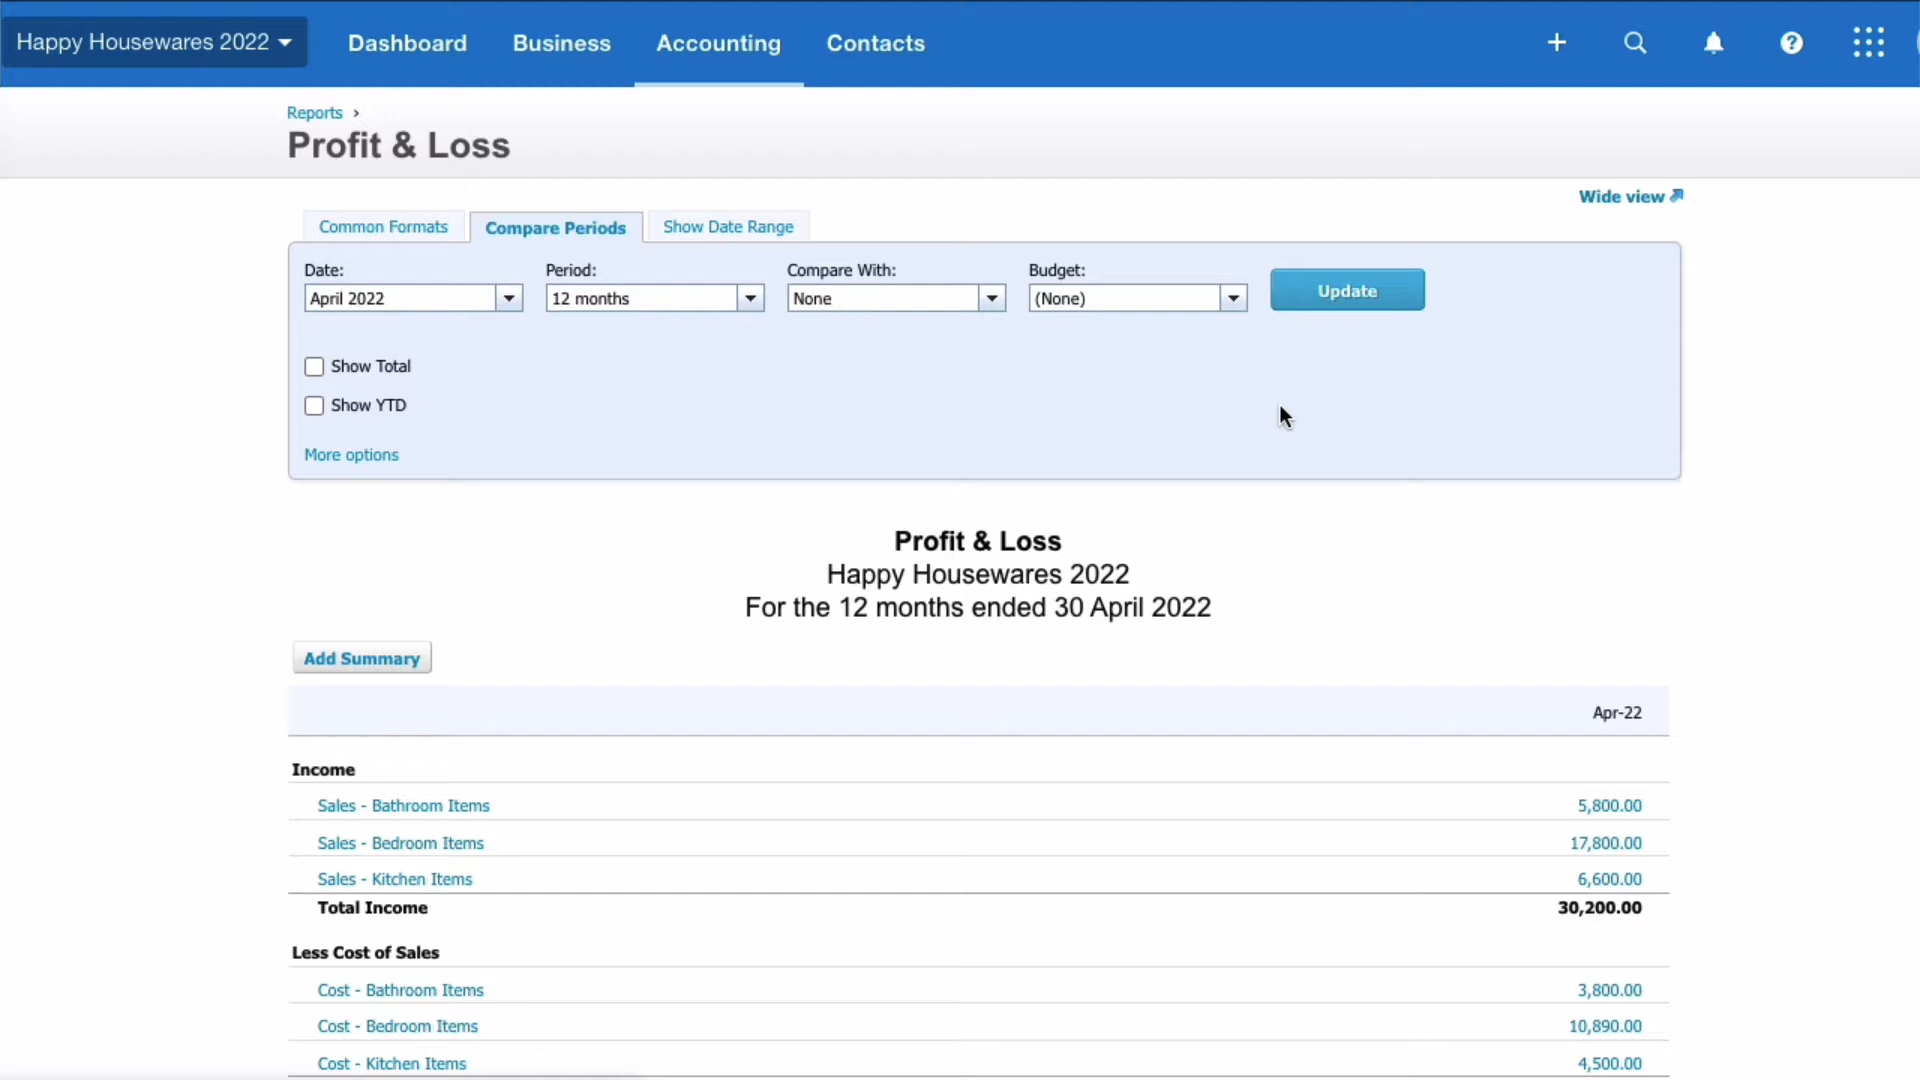 Happy Housewares 2022 Dashboard Business Accounting Contacts
Reports ›
Profit & Loss
Wide view
Common Formats Compare Periods Show Date Range
Date: Period: Compare With: Budget:
April 2022 12 months None (None) Update
Show Total
Show YTD
More options
Profit & Loss
Happy Housewares 2022
For the 12 months ended 30 April 2022
Add Summary
Apr-22
Income
Sales - Bathroom Items 5,800.00
Sales - Bedroom Items 17,800.00
Sales - Kitchen Items 6,600.00
Total Income 30,200.00
Less Cost of Sales
Cost - Bathroom Items 3,800.00
Cost - Bedroom Items 10,890.00
Cost - Kitchen Items 4,500.00